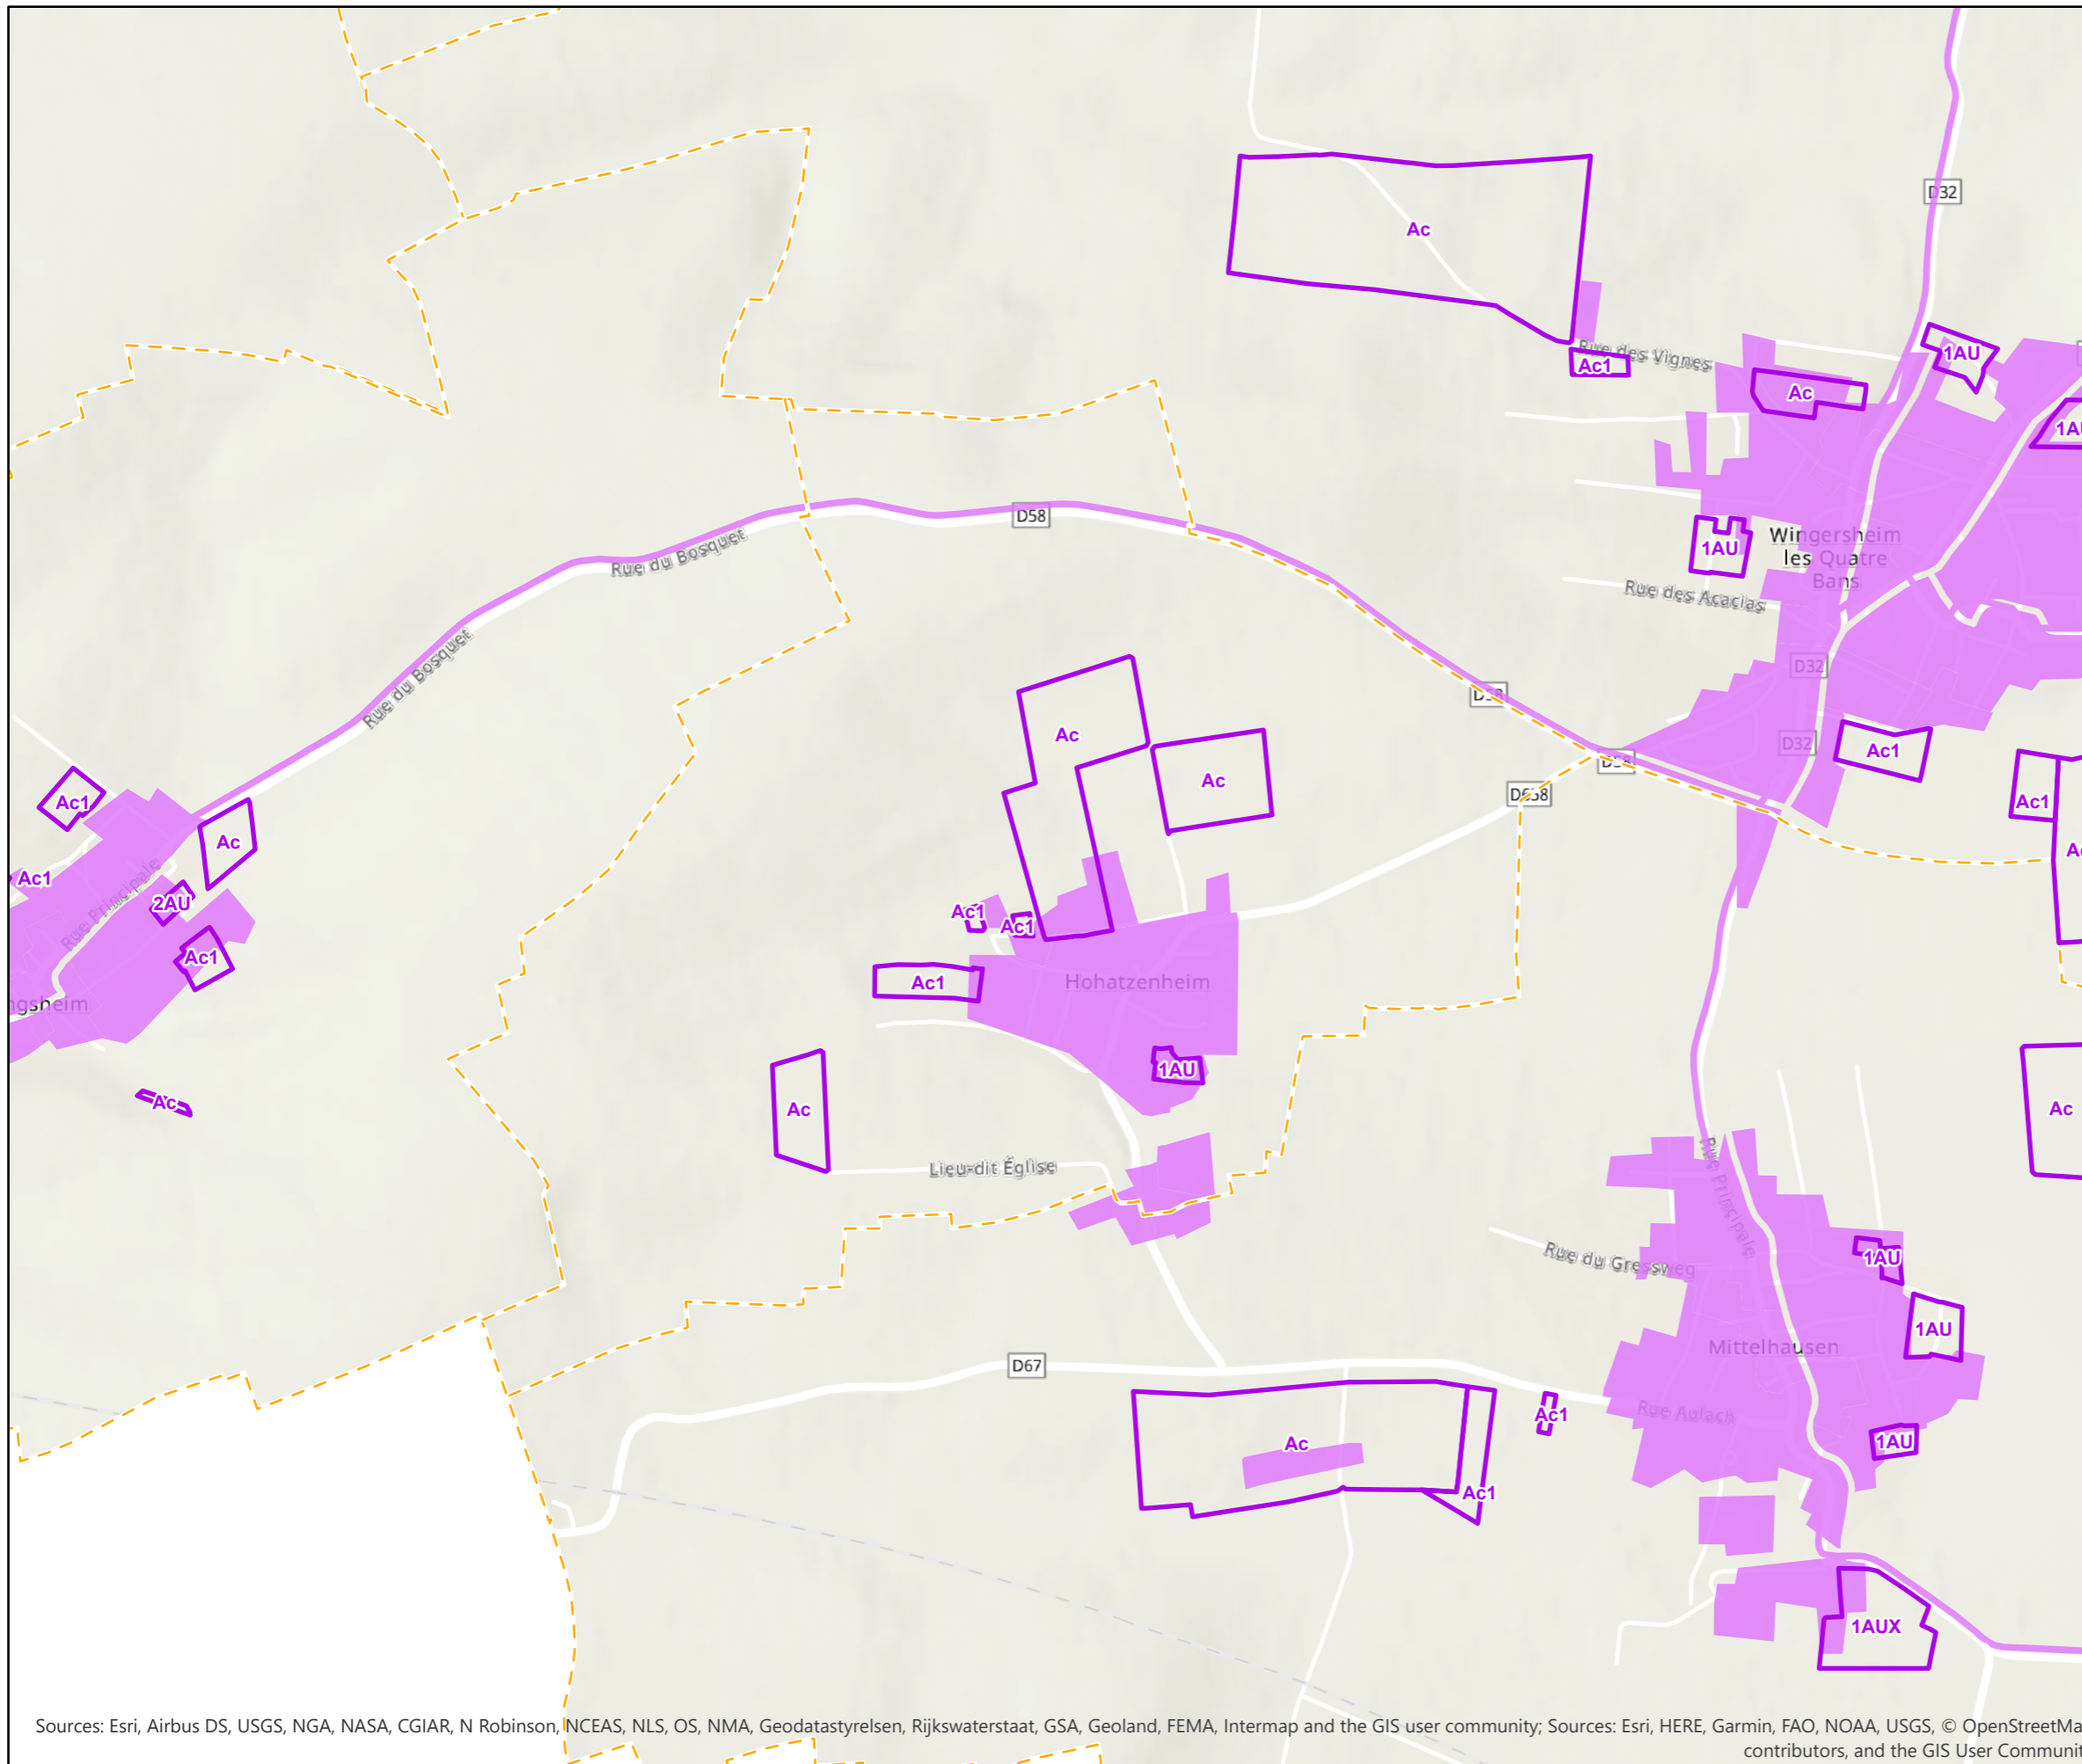 D32
Ac
Rue des Vignes
Ac1
1AU
Ac
1AU
D58
Rue du Bosquet
Wingersheim
les Quatre
Bans
1AU
Rue des Acacias
Rue du Bosquet
D32
D58
Ac
D32
Ac1
D58
Ac
D658
Ac1
Ac1
Ac
Ac
Ac1
Rue Principale
2AU
Ac1
Ac1
Ac1
Ac1
Hohatzenheim
ngsheim
1AU
Ac
Ac
Ac
Lieu-dit Église
Rue Principale
Rue du Gressweg
1AU
1AU
Mittelhausen
D67
Ac1
Rue Aulach
Ac
1AU
Ac1
1AUX
Sources: Esri, Airbus DS, USGS, NGA, NASA, CGIAR, N Robinson, NCEAS, NLS, OS, NMA, Geodatastyrelsen, Rijkswaterstaat, GSA, Geoland, FEMA, Intermap and the GIS user community; Sources: Esri, HERE, Garmin, FAO, NOAA, USGS, © OpenStreetMa
contributors, and the GIS User Communit